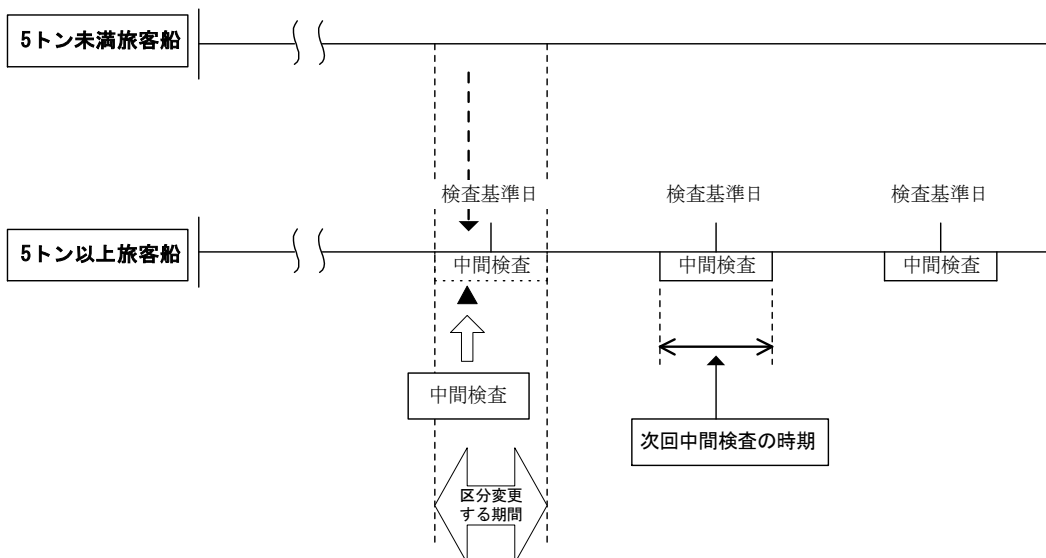 5トン未満旅客船
検査基準日
検査基準日
検査基準日
5トン以上旅客船
中間検査
中間検査
中間検査
中間検査
次回中間検査の時期
区分変更
する期間